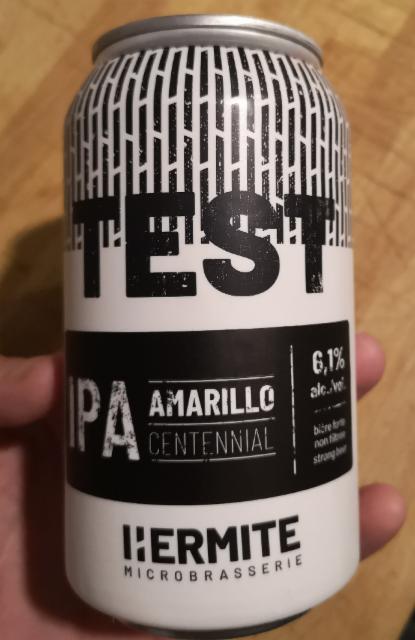 TEST
IPA
AMARILLO
CENTENNIAL
6,1%
alc./vol.
bière forte
non filtrée
strong beer
HERMITE
MICROBRASSERIE